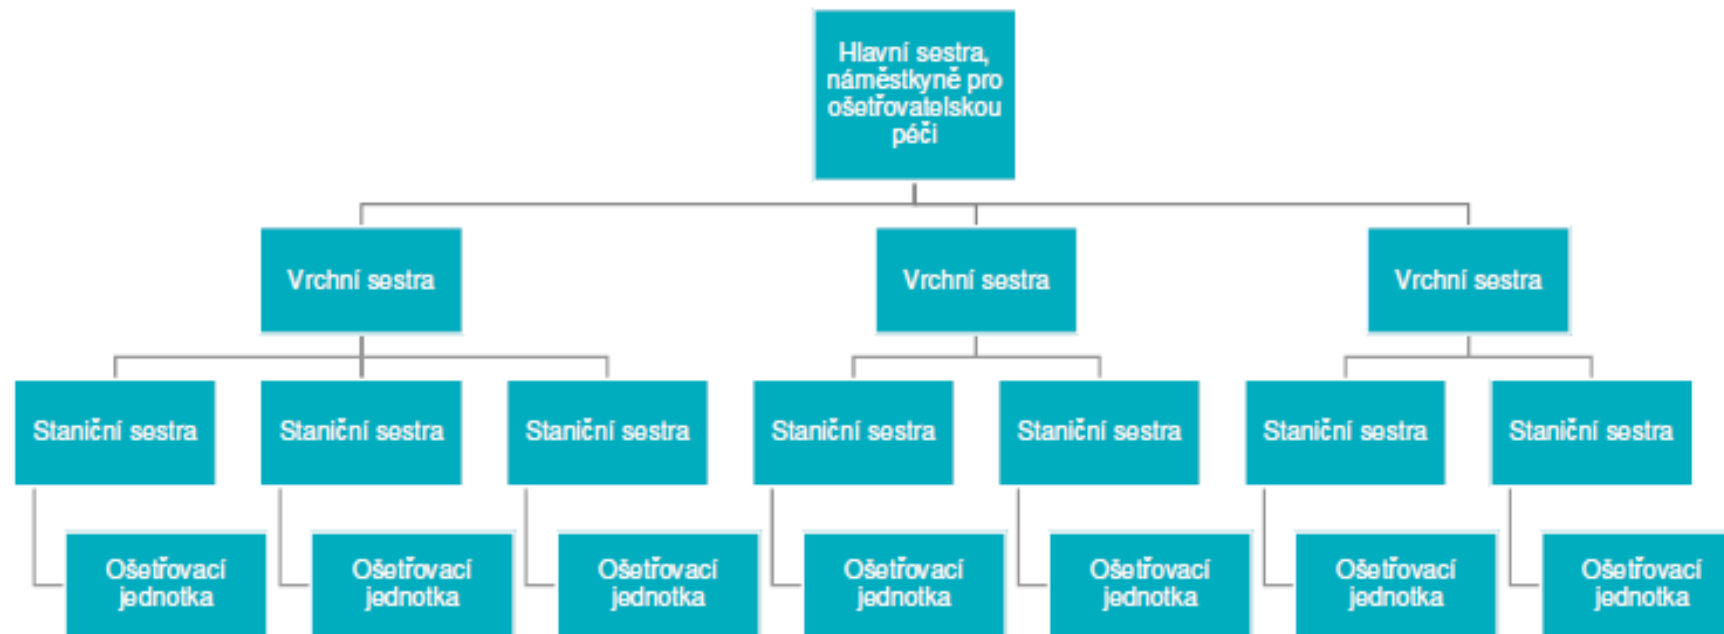 Hlavní sestra,
náměstkyně pro
ošetřovatelskou
péči
Vrchní sestra
Vrchní sestra
Vrchní sestra
Staniční sestra
Staniční sestra
Staniční sestra
Staniční sestra
Staniční sestra
Staniční sestra
Staniční sestra
Ošetřovací
jednotka
Ošetřovací
jednotka
Ošetřovací
jednotka
Ošetřovací
jednotka
Ošetřovací
jednotka
Ošetřovací
jednotka
Ošetřovací
jednotka